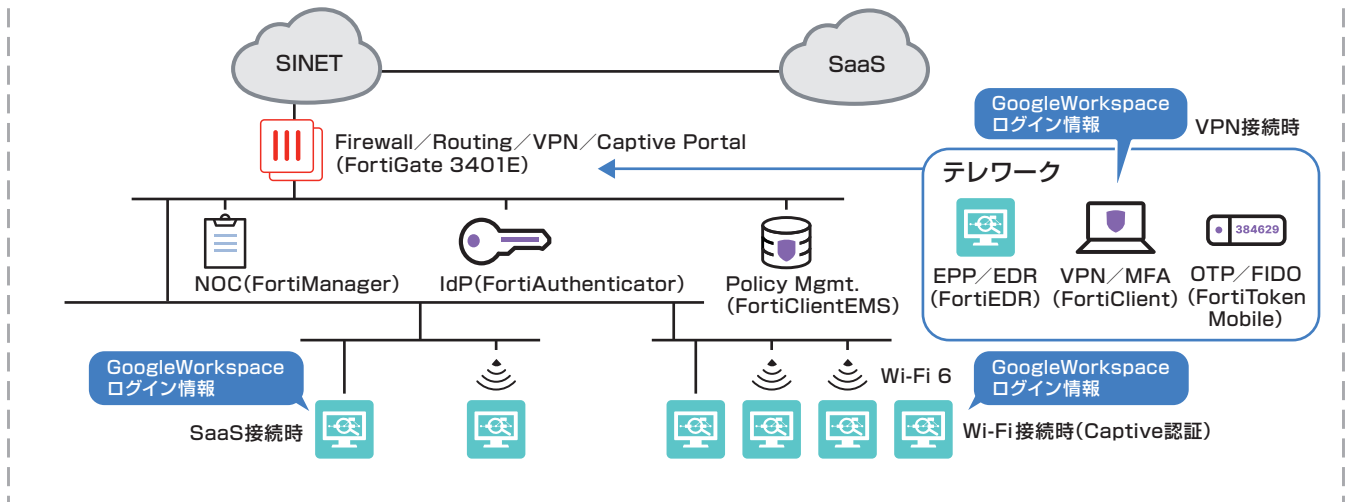 SINET
SaaS
GoogleWorkspace
ログイン情報
VPN接続時
Firewall／Routing／VPN／Captive Portal
(FortiGate 3401E)
テレワーク
384629
NOC(FortiManager)
IdP(FortiAuthenticator)
Policy Mgmt.
(FortiClientEMS)
EPP／EDR
(FortiEDR)
VPN／MFA
(FortiClient)
OTP／FIDO
(FortiToken
Mobile)
GoogleWorkspace
ログイン情報
Wi-Fi 6
GoogleWorkspace
ログイン情報
SaaS接続時
Wi-Fi接続時(Captive認証)